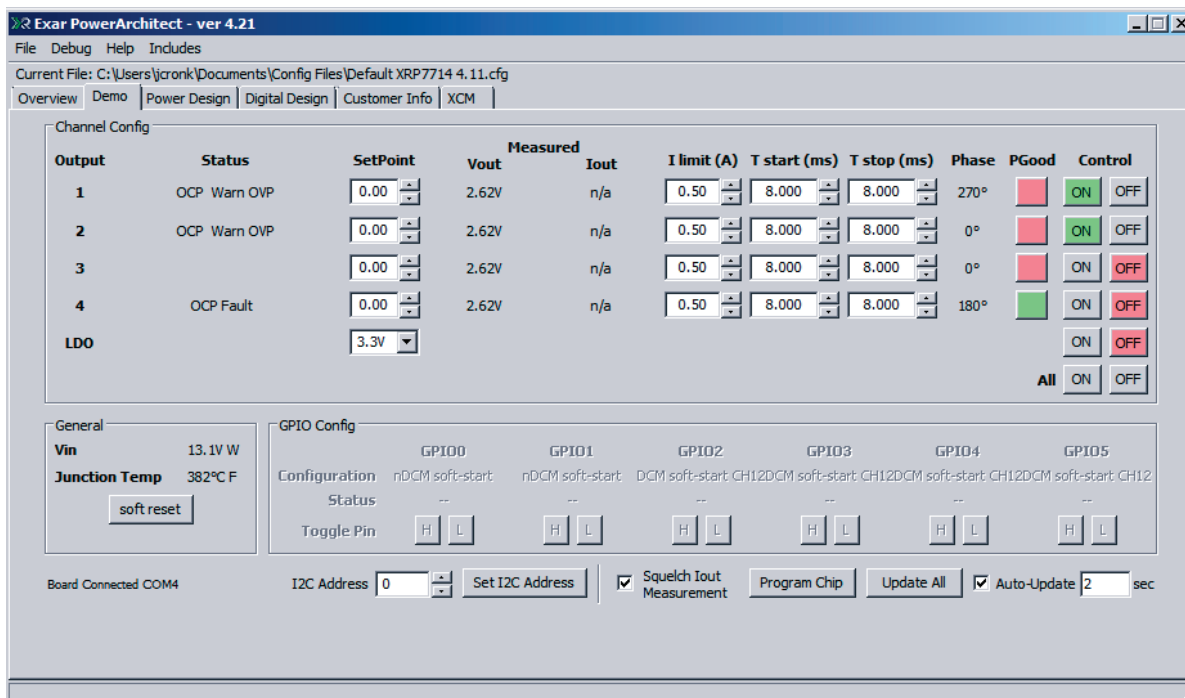 Exar PowerArchitect - ver 4.21
File Debug Help Includes
Current File: C:\Users\jcronk\Documents\Config Files\Default XRP7714 4.11.cfg
Overview Demo Power Design Digital Design Customer Info XCM
Channel Config
Measured
Output Status SetPoint Vout Iout I limit (A) T start (ms) T stop (ms) Phase PGood Control
1 OCP Warn OVP 0.00 2.62V n/a 0.50 8.000 8.000 270° ON OFF
2 OCP Warn OVP 0.00 2.62V n/a 0.50 8.000 8.000 0° ON OFF
3 0.00 2.62V n/a 0.50 8.000 8.000 0° ON OFF
4 OCP Fault 0.00 2.62V n/a 0.50 8.000 8.000 180° ON OFF
LDO 3.3V ON OFF
All ON OFF
General
Vin 13.1V W
Junction Temp 382°C F
soft reset
GPIO Config
GPIO0 GPIO1 GPIO2 GPIO3 GPIO4 GPIO5
Configuration nDCM soft-start nDCM soft-start DCM soft-start CH12DCM soft-start CH12DCM soft-start CH12DCM soft-start CH12
Status -- -- -- -- -- --
Toggle Pin H L H L H L H L H L H L
Board Connected COM4 I2C Address 0 Set I2C Address Squelch Iout Measurement Program Chip Update All Auto-Update 2 sec